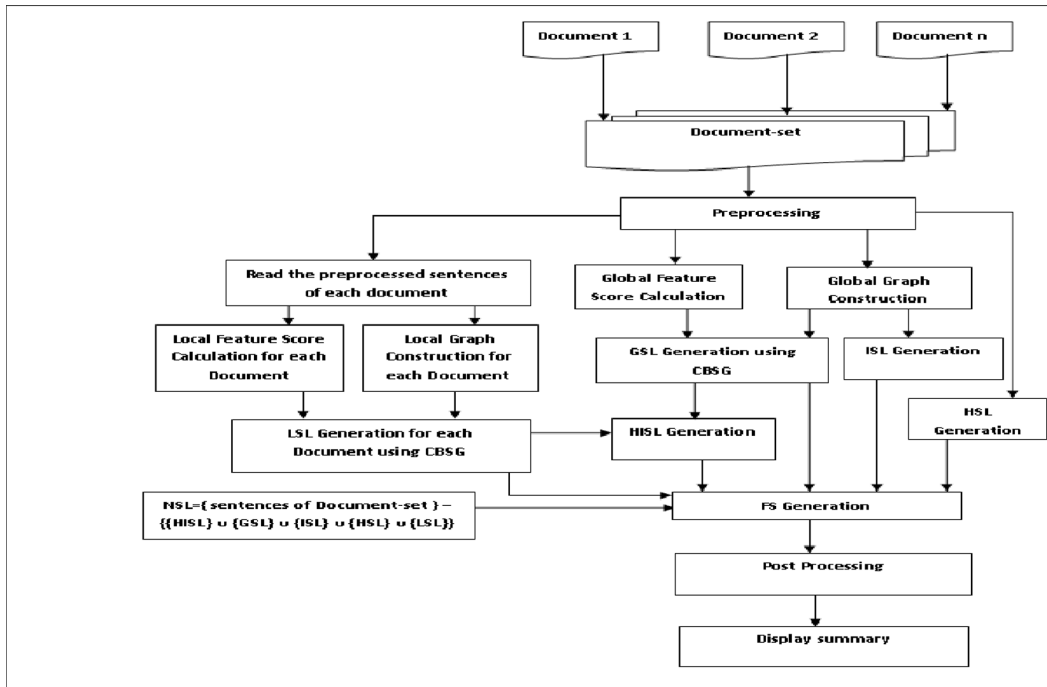 Document 1
Document 2
Document n
Document-set
Preprocessing
Read the preprocessed sentences
of each document
Global Feature
Score Calculation
Global Graph
Construction
Local Feature Score
Calculation for each
Document
Local Graph
Construction for
each Document
GSL Generation using
CBSG
ISL Generation
HSL
Generation
LSL Generation for each
Document using CBSG
HISL Generation
NSL={ sentences of Document-set } –
{{HISL} ∪ {GSL} ∪ {ISL} ∪ {HSL} ∪ {LSL}}
FS Generation
Post Processing
Display summary